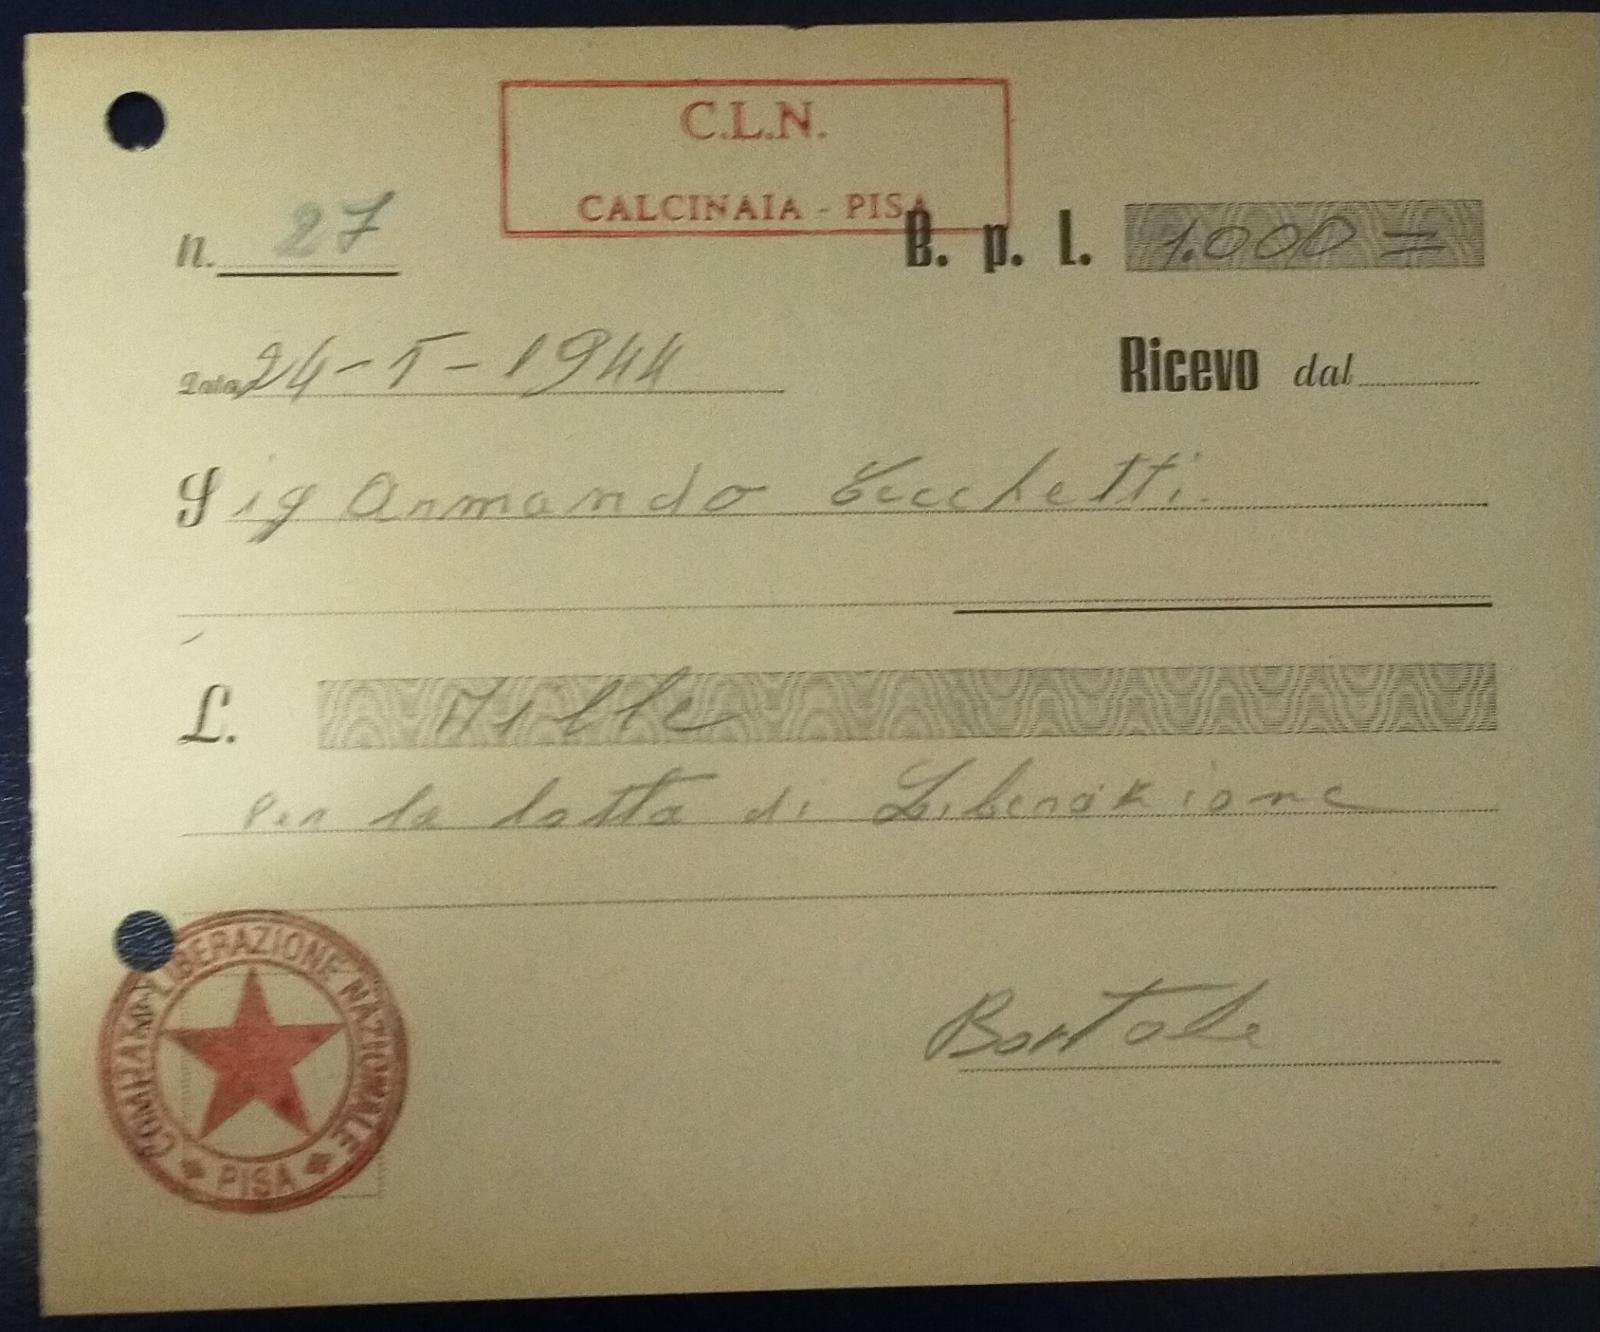 C.L.N.
CALCINAIA - PISA
n. 27
B. p. L. 1.000 =
Data 24-5-1944
Ricevo dal
Sig Armando
L. Mille
Per la lotta di Liberazione
LIBERAZIONE NAZIONALE
PISA